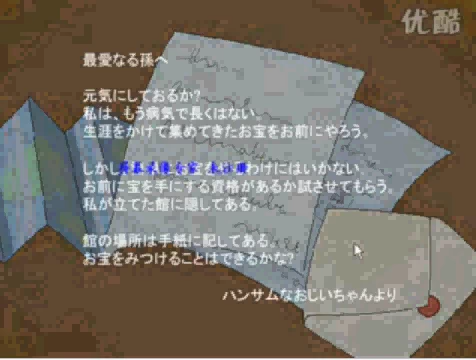 优酷
最愛なる孫へ
元気にしておるか?
私は、もう病気で長くはない。
生涯をかけて集めてきたお宝をお前にやろう。
しかし お宝 わけにはいかない。
お前に宝を手にする資格があるか試させてもらう。
私が立てた館に隠してある。
館の場所は手紙に記してある。
お宝をみつけることはできるかな?
ハンサムなおじいちゃんより